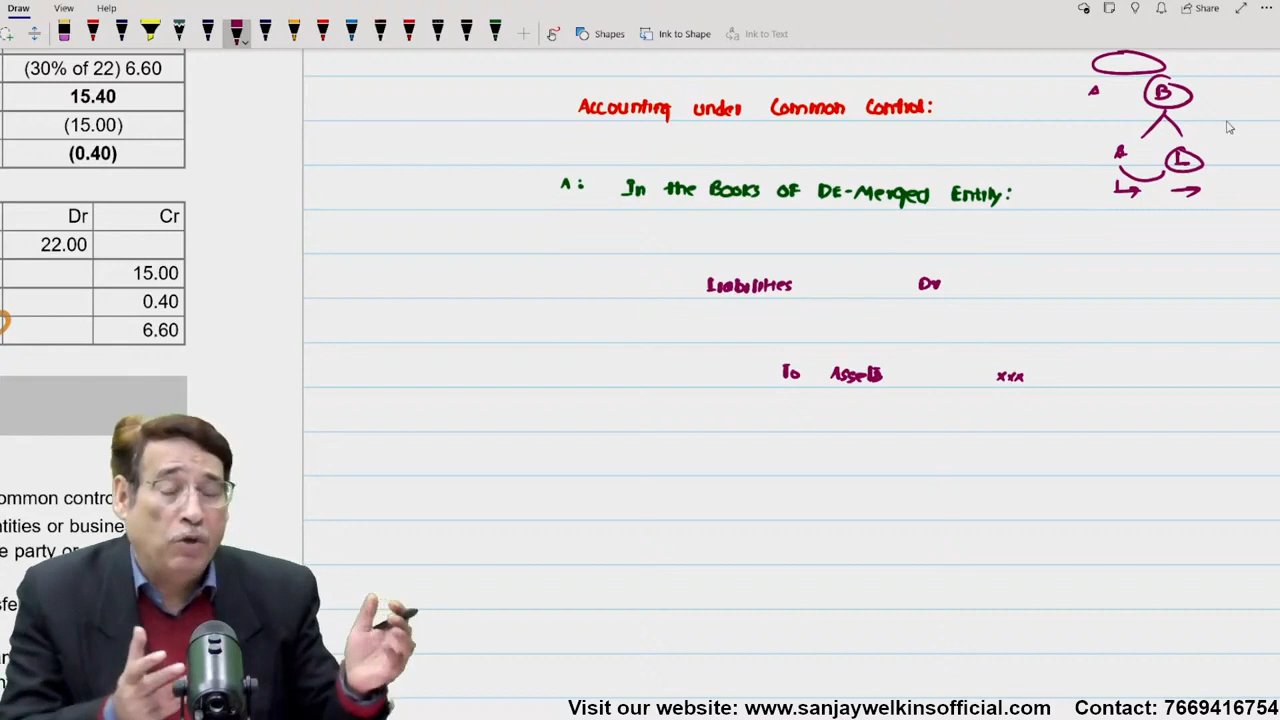 Draw View Help
Share
Shapes Ink to Shape Ink to Text
(30% of 22) 6.60
15.40
(15.00)
(0.40)
Dr Cr
22.00
15.00
0.40
6.60
ommon contro
ntities or busine
e party or
sfe
Accounting under Common Control:
A: In the Books of DE-Merged Entity:
Liabilities Dr
To Assets xxx
A B
L
Visit our website: www.sanjaywelkinsofficial.com Contact: 7669416754